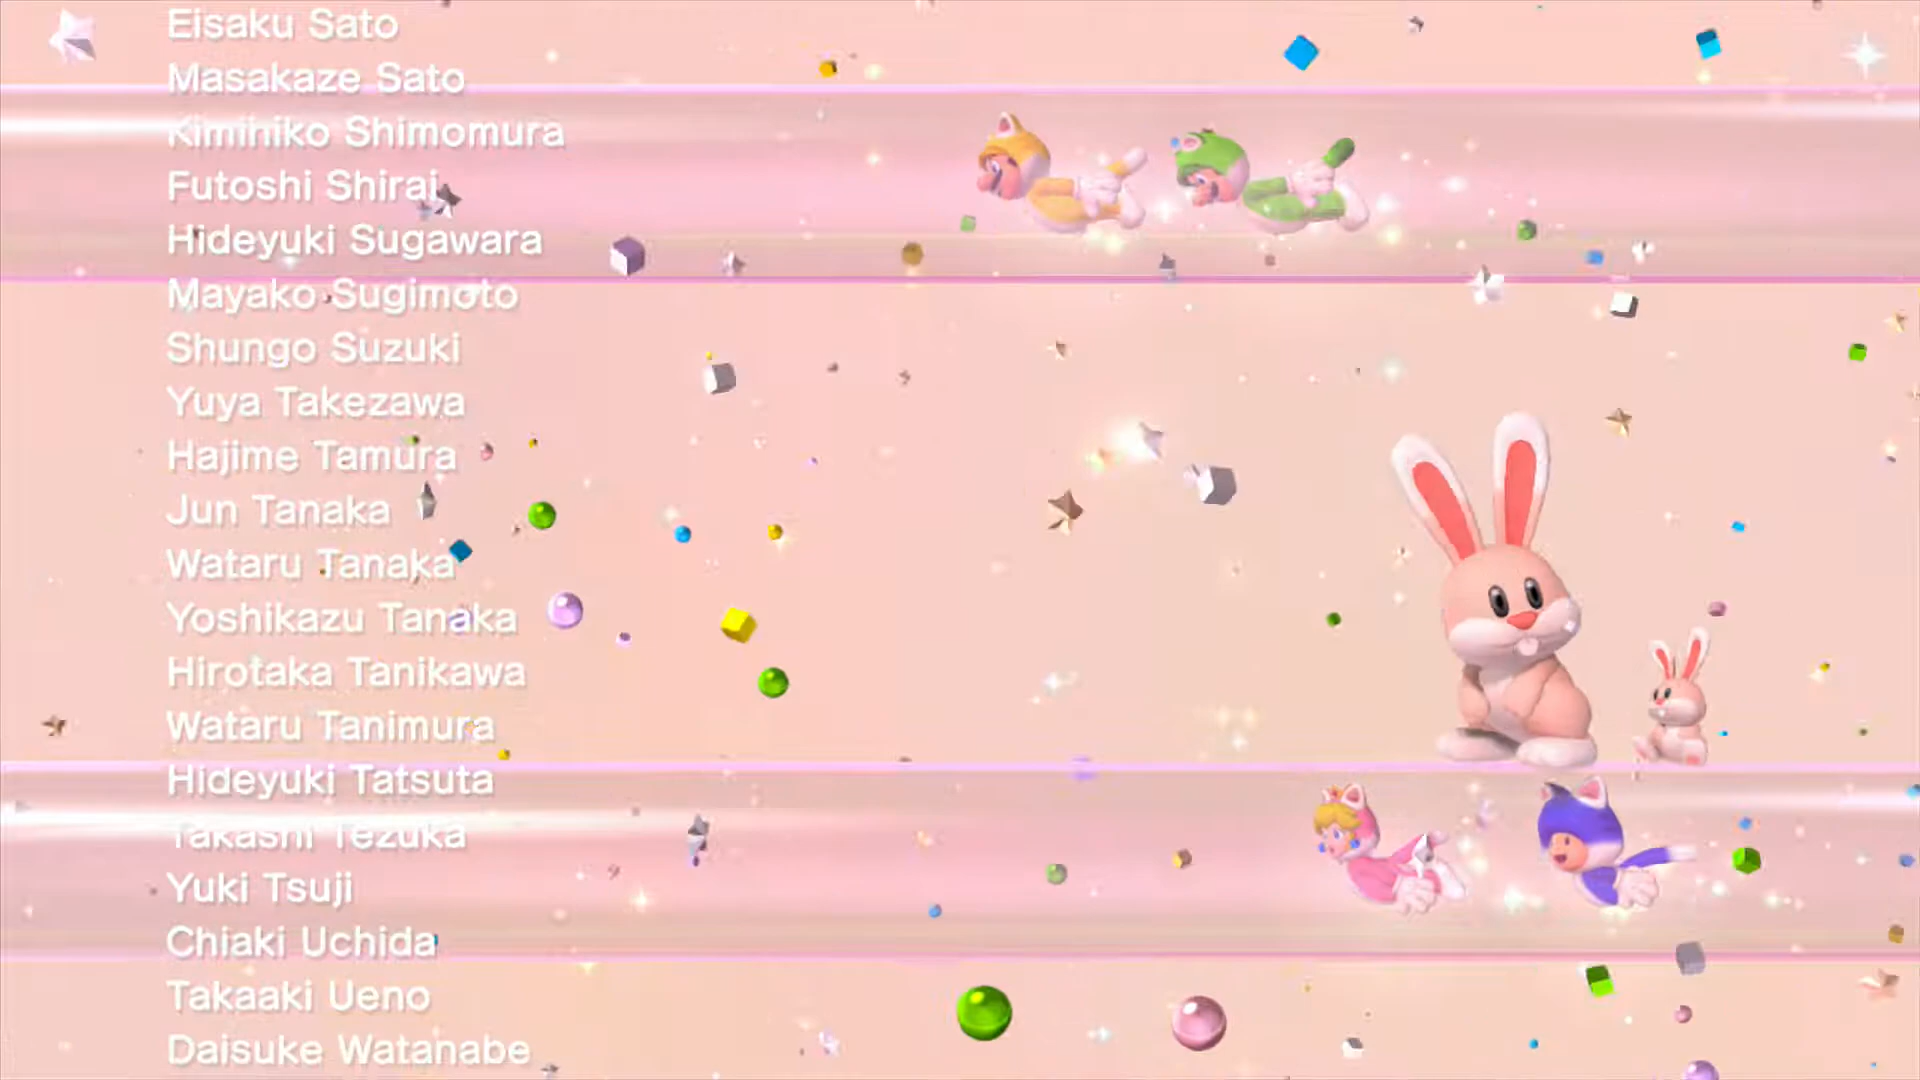 Eisaku Sato
Masakaze Sato
Kimihiko Shimomura
Futoshi Shirai
Hideyuki Sugawara
Mayako Sugimoto
Shungo Suzuki
Yuya Takezawa
Hajime Tamura
Jun Tanaka
Wataru Tanaka
Yoshikazu Tanaka
Hirotaka Tanikawa
Wataru Tanimura
Hideyuki Tatsuta
Takashi Tezuka
Yuki Tsuji
Chiaki Uchida
Takaaki Ueno
Daisuke Watanabe